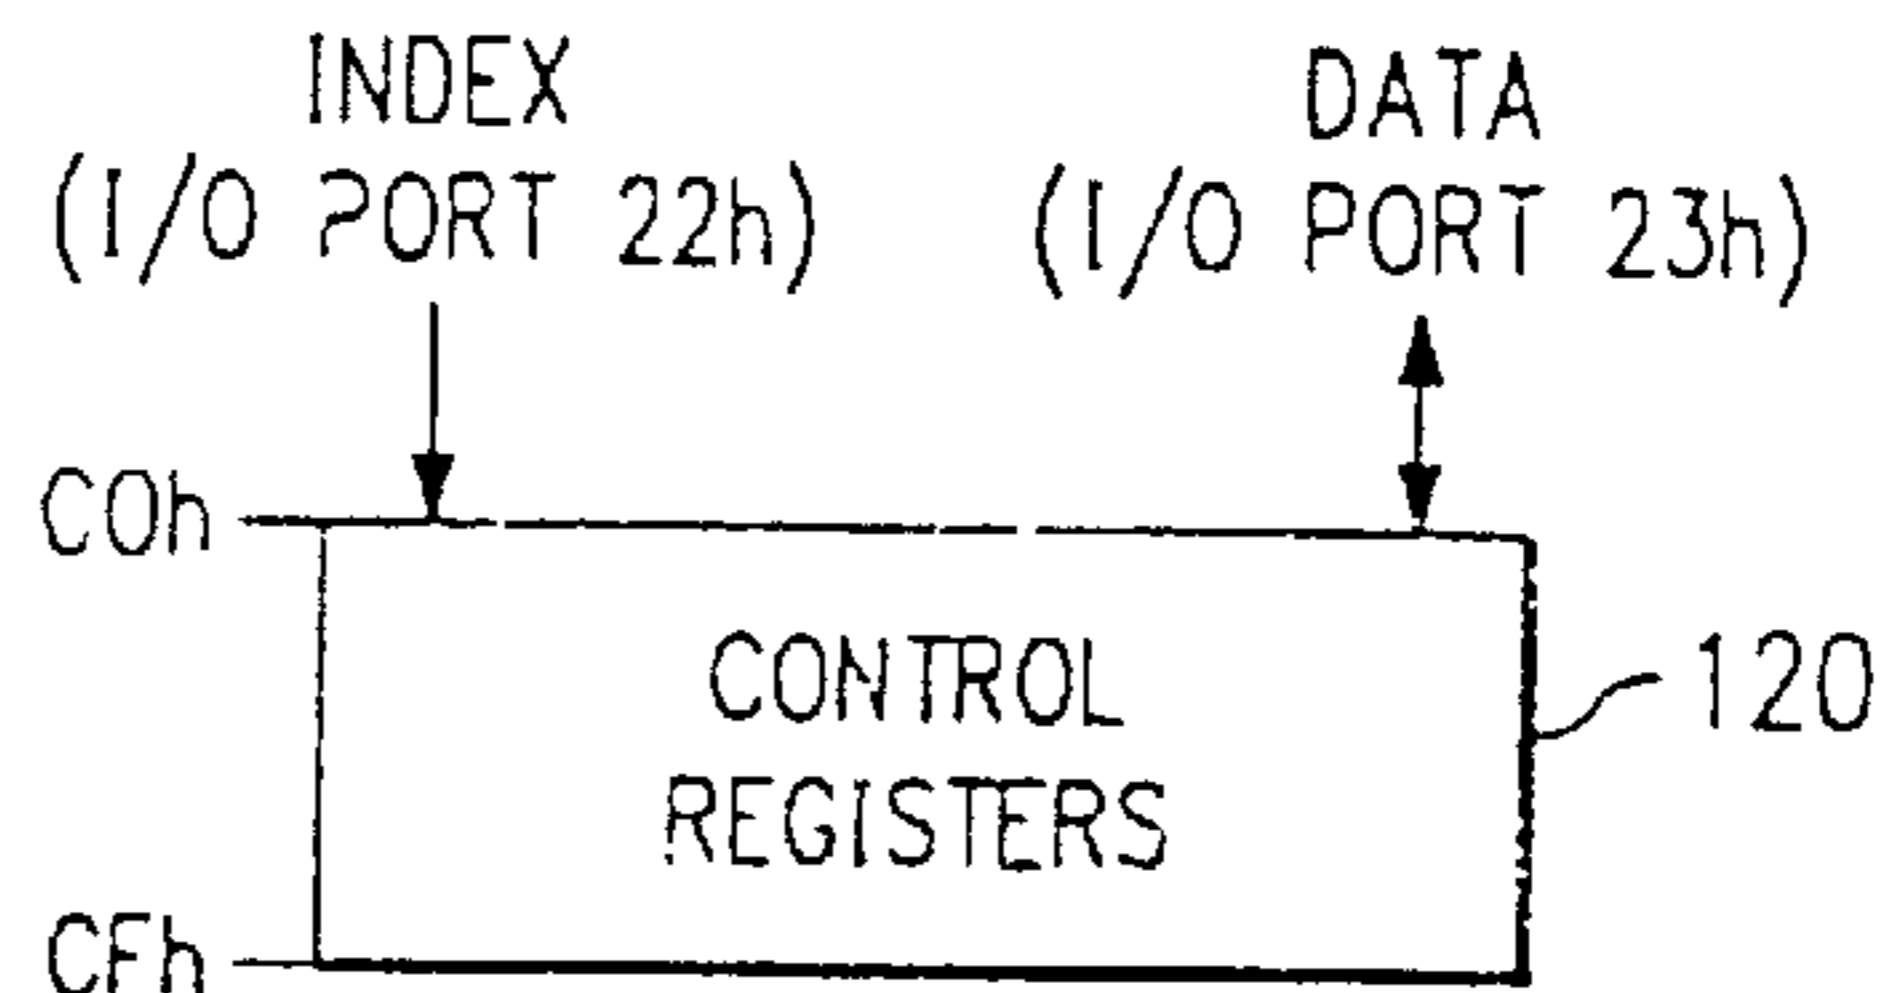 INDEX
(I/O PORT 22h)
DATA
(I/O PORT 23h)
C0h
CONTROL
REGISTERS
120
CFh